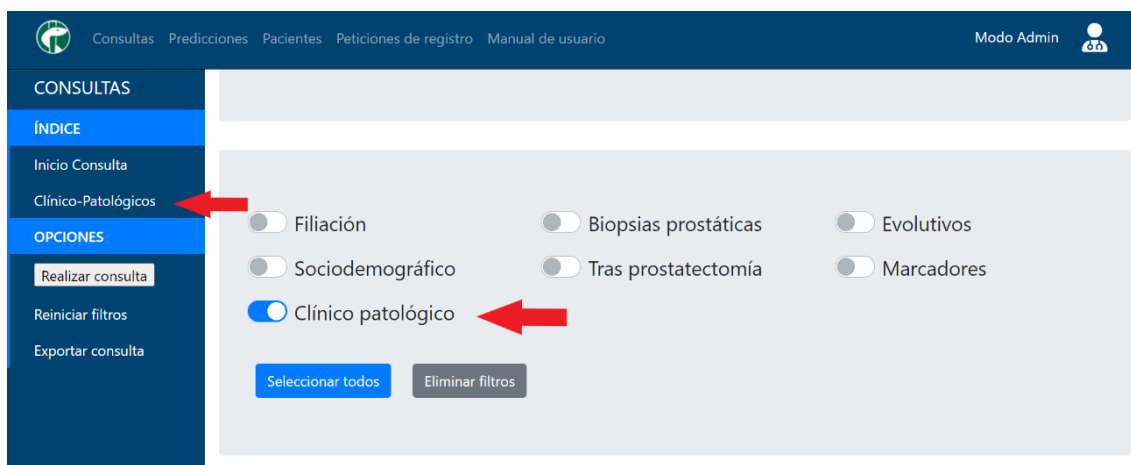 Consultas Predicciones Pacientes Peticiones de registro Manual de usuario Modo Admin
CONSULTAS
ÍNDICE
Inicio Consulta
Clínico-Patológicos
OPCIONES
Realizar consulta
Reiniciar filtros
Exportar consulta
Filiación Biopsias prostáticas Evolutivos
Sociodemográfico Tras prostatectomía Marcadores
Clínico patológico
Seleccionar todos Eliminar filtros